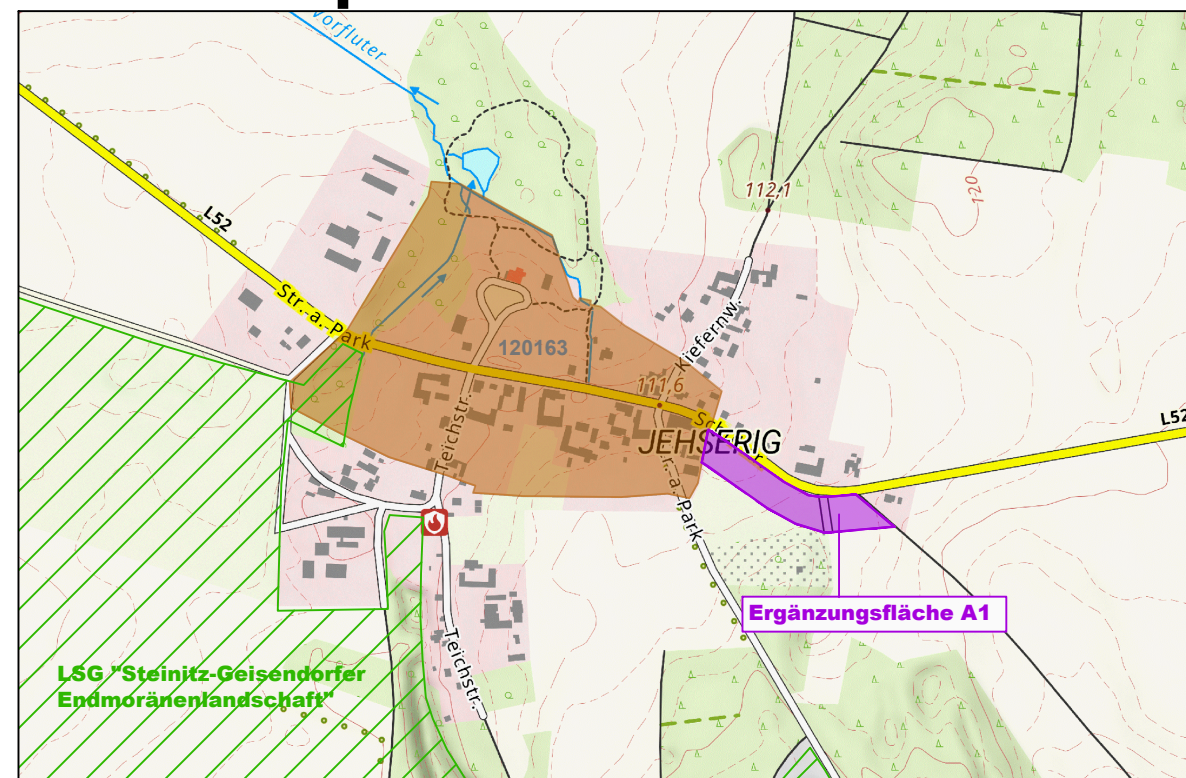 Vorfluter
L52
112,1
120
Str. a. Park
Kiefernw.
120163
111,6
L52
Teichstr.
JEHSERIG
Str. a. Park
Ergänzungsfläche A1
LSG "Steinitz-Geisendorfer
Endmoränenlandschaft"
Teichstr.